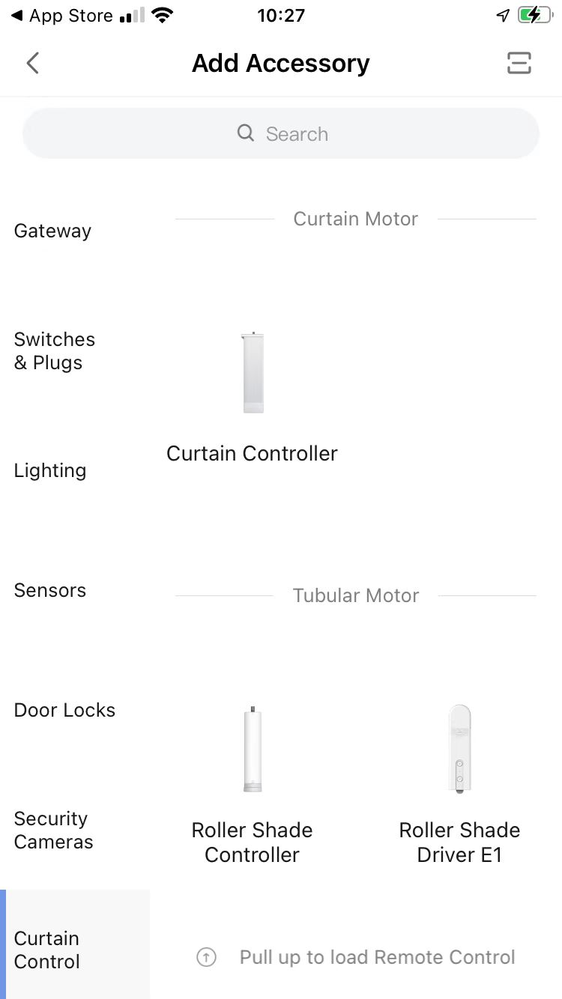 App Store
10:27
Add Accessory
Search
Gateway
Switches
& Plugs
Lighting
Sensors
Door Locks
Security
Cameras
Curtain
Control
Curtain Motor
Curtain Controller
Tubular Motor
Roller Shade
Controller
Roller Shade
Driver E1
Pull up to load Remote Control